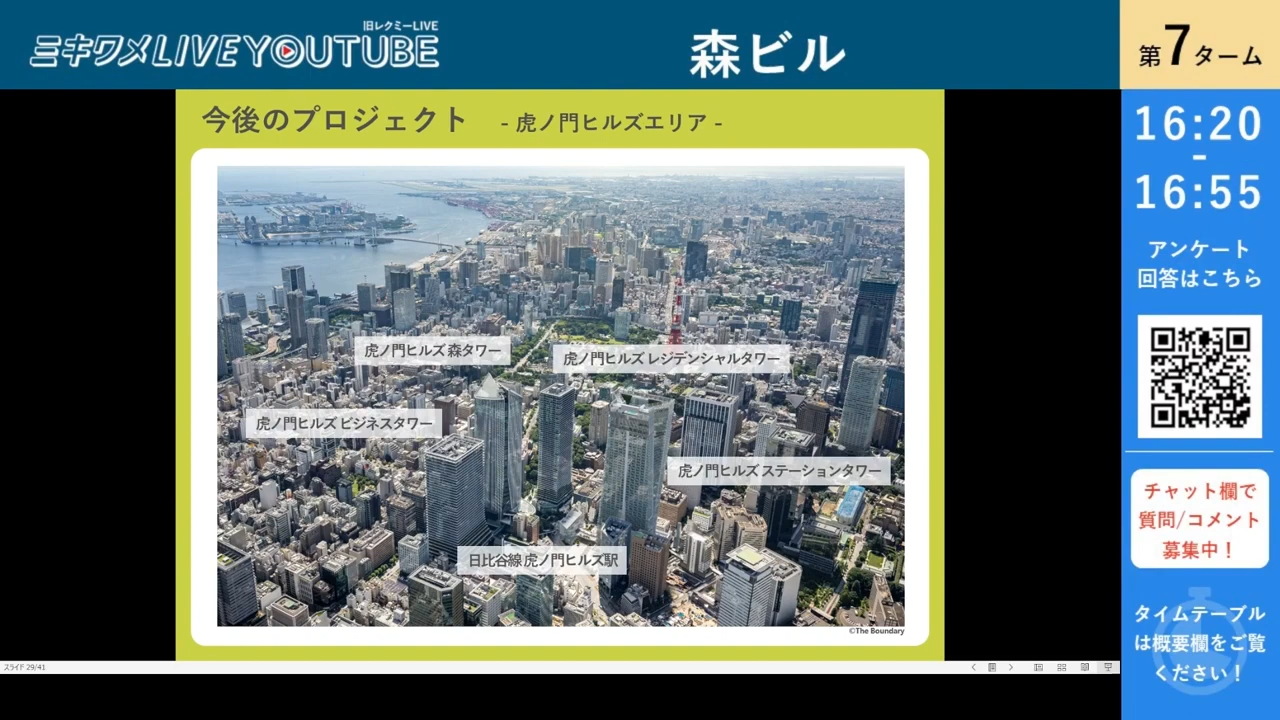 旧レクミーLIVE
ミキワメLIVE YOUTUBE
森ビル
第7ターム
今後のプロジェクト - 虎ノ門ヒルズエリア -
虎ノ門ヒルズ 森タワー
虎ノ門ヒルズ レジデンシャルタワー
虎ノ門ヒルズ ビジネスタワー
虎ノ門ヒルズ ステーションタワー
日比谷線 虎ノ門ヒルズ駅
©The Boundary
スライド 29/41
16:20
-
16:55
アンケート
回答はこちら
チャット欄で
質問/コメント
募集中！
タイムテーブル
は概要欄をご覧
ください！